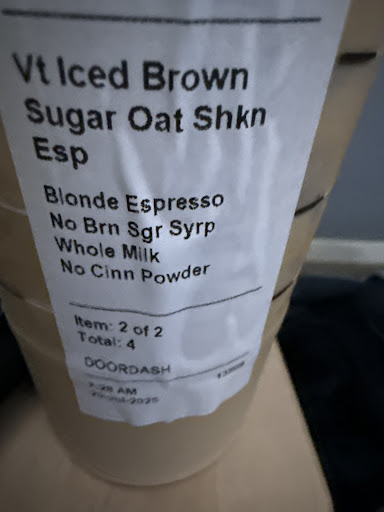 Vt Iced Brown
Sugar Oat Shkn
Esp
Blonde Espresso
No Brn Sgr Syrp
Whole Milk
No Cinn Powder
Item: 2 of 2
Total: 4
DOORDASH
AM